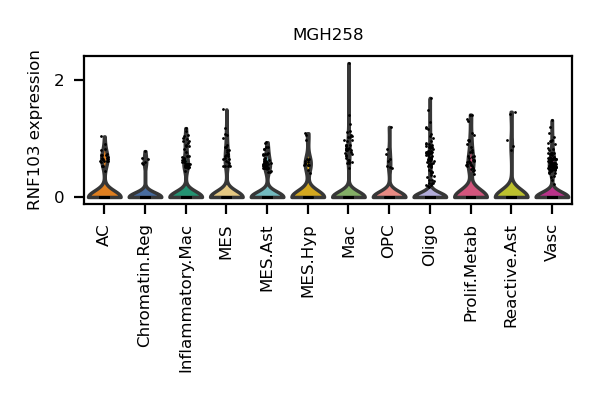 MGH258
RNF103 expression
2
0
AC
Chromatin.Reg
Inflammatory.Mac
MES
MES.Ast
MES.Hyp
Mac
OPC
Oligo
Prolif.Metab
Reactive.Ast
Vasc